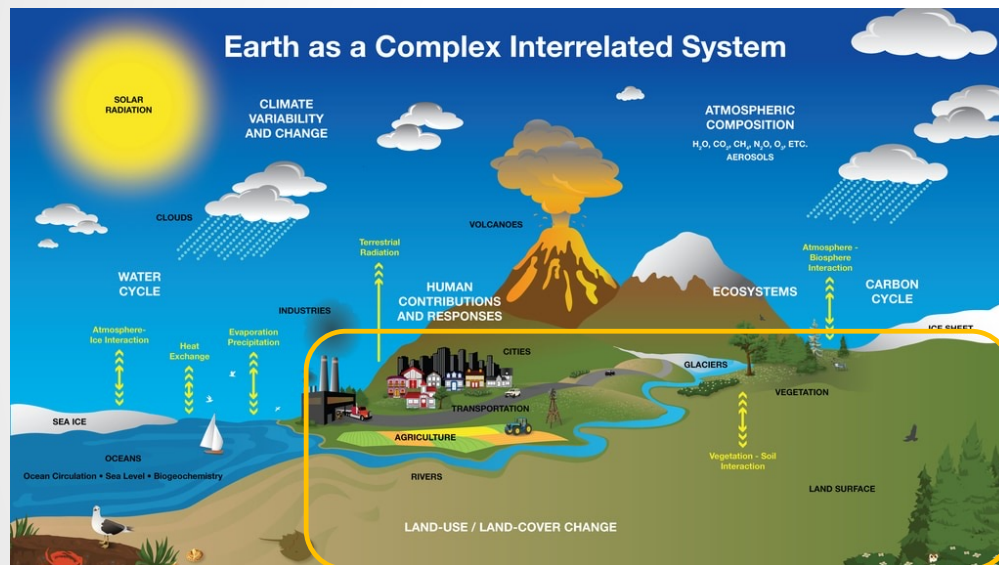 Earth as a Complex Interrelated System
SOLAR
RADIATION
CLIMATE
VARIABILITY
AND CHANGE
ATMOSPHERIC
COMPOSITION
H₂O, CO₂, CH₄, N₂O, O₃, ETC.
AEROSOLS
CLOUDS
VOLCANOES
Terrestrial
Radiation
Atmosphere -
Biosphere
Interaction
WATER
CYCLE
HUMAN
CONTRIBUTIONS
AND RESPONSES
ECOSYSTEMS
CARBON
CYCLE
INDUSTRIES
ICE SHEET
Atmosphere-
Ice Interaction
Heat
Exchange
Evaporation
Precipitation
CITIES
GLACIERS
VEGETATION
TRANSPORTATION
SEA ICE
AGRICULTURE
OCEANS
Ocean Circulation • Sea Level • Biogeochemistry
RIVERS
Vegetation - Soil
Interaction
LAND SURFACE
LAND-USE / LAND-COVER CHANGE